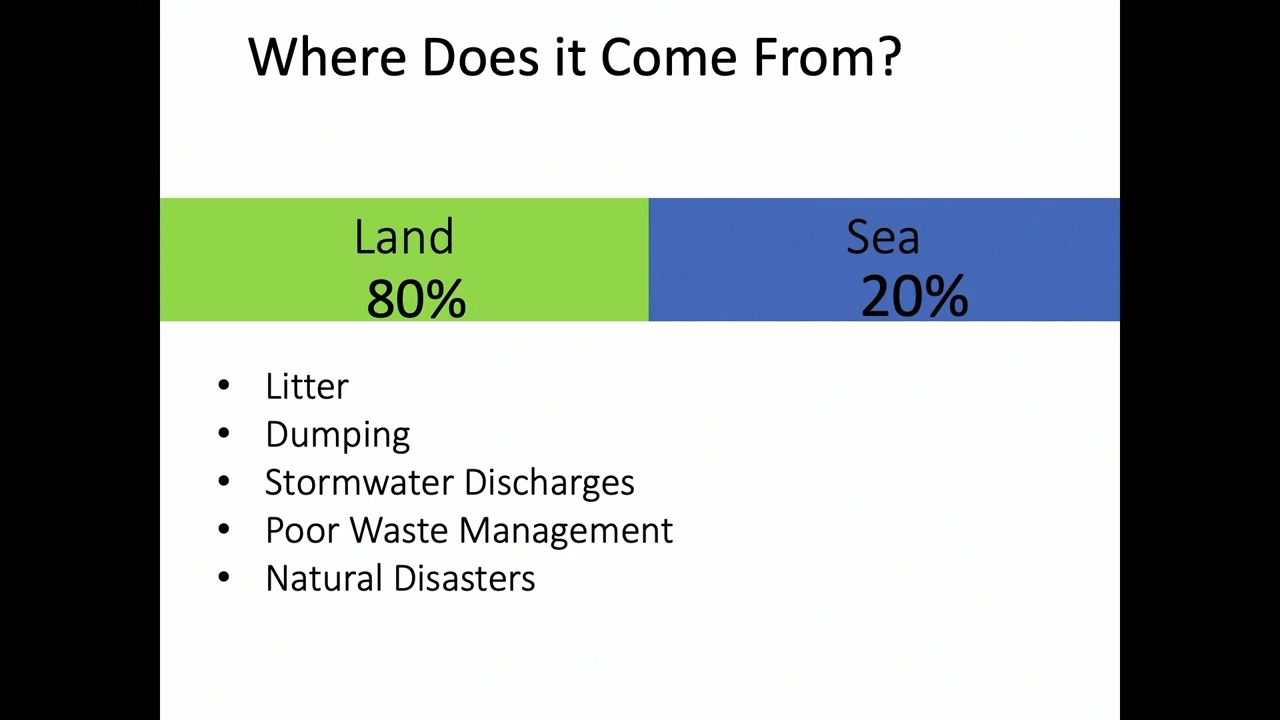 Where Does it Come From?
Land
80%
Sea
20%
• Litter
• Dumping
• Stormwater Discharges
• Poor Waste Management
• Natural Disasters